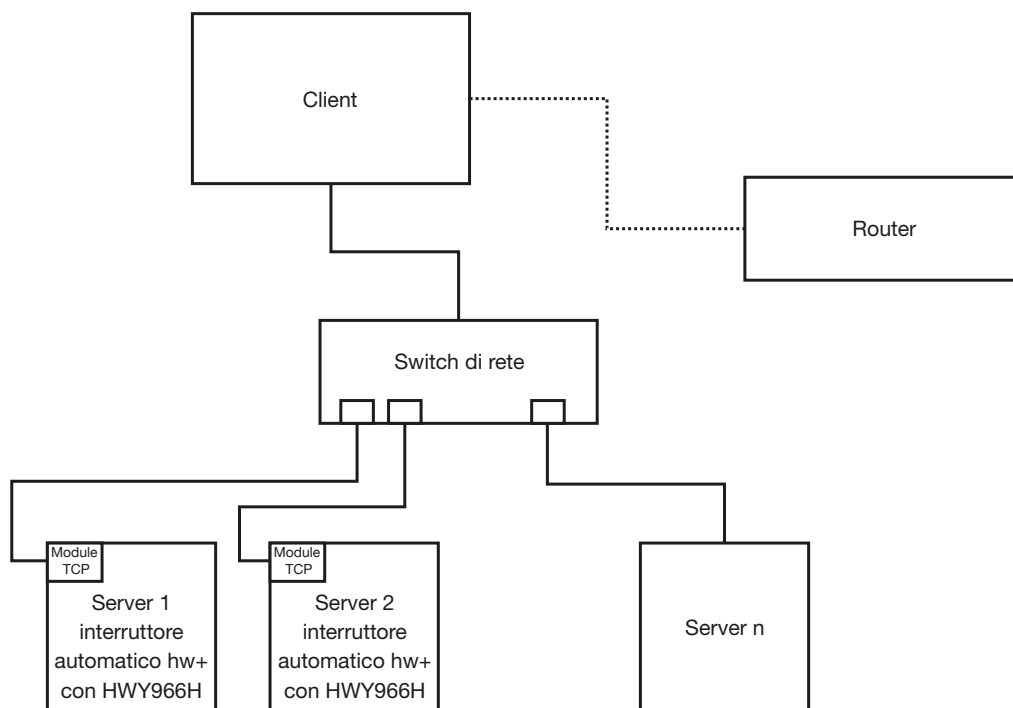 Client
Router
Switch di rete
Module
TCP
Server 1
interruttore
automatico hw+
con HWY966H
Module
TCP
Server 2
interruttore
automatico hw+
con HWY966H
Server n